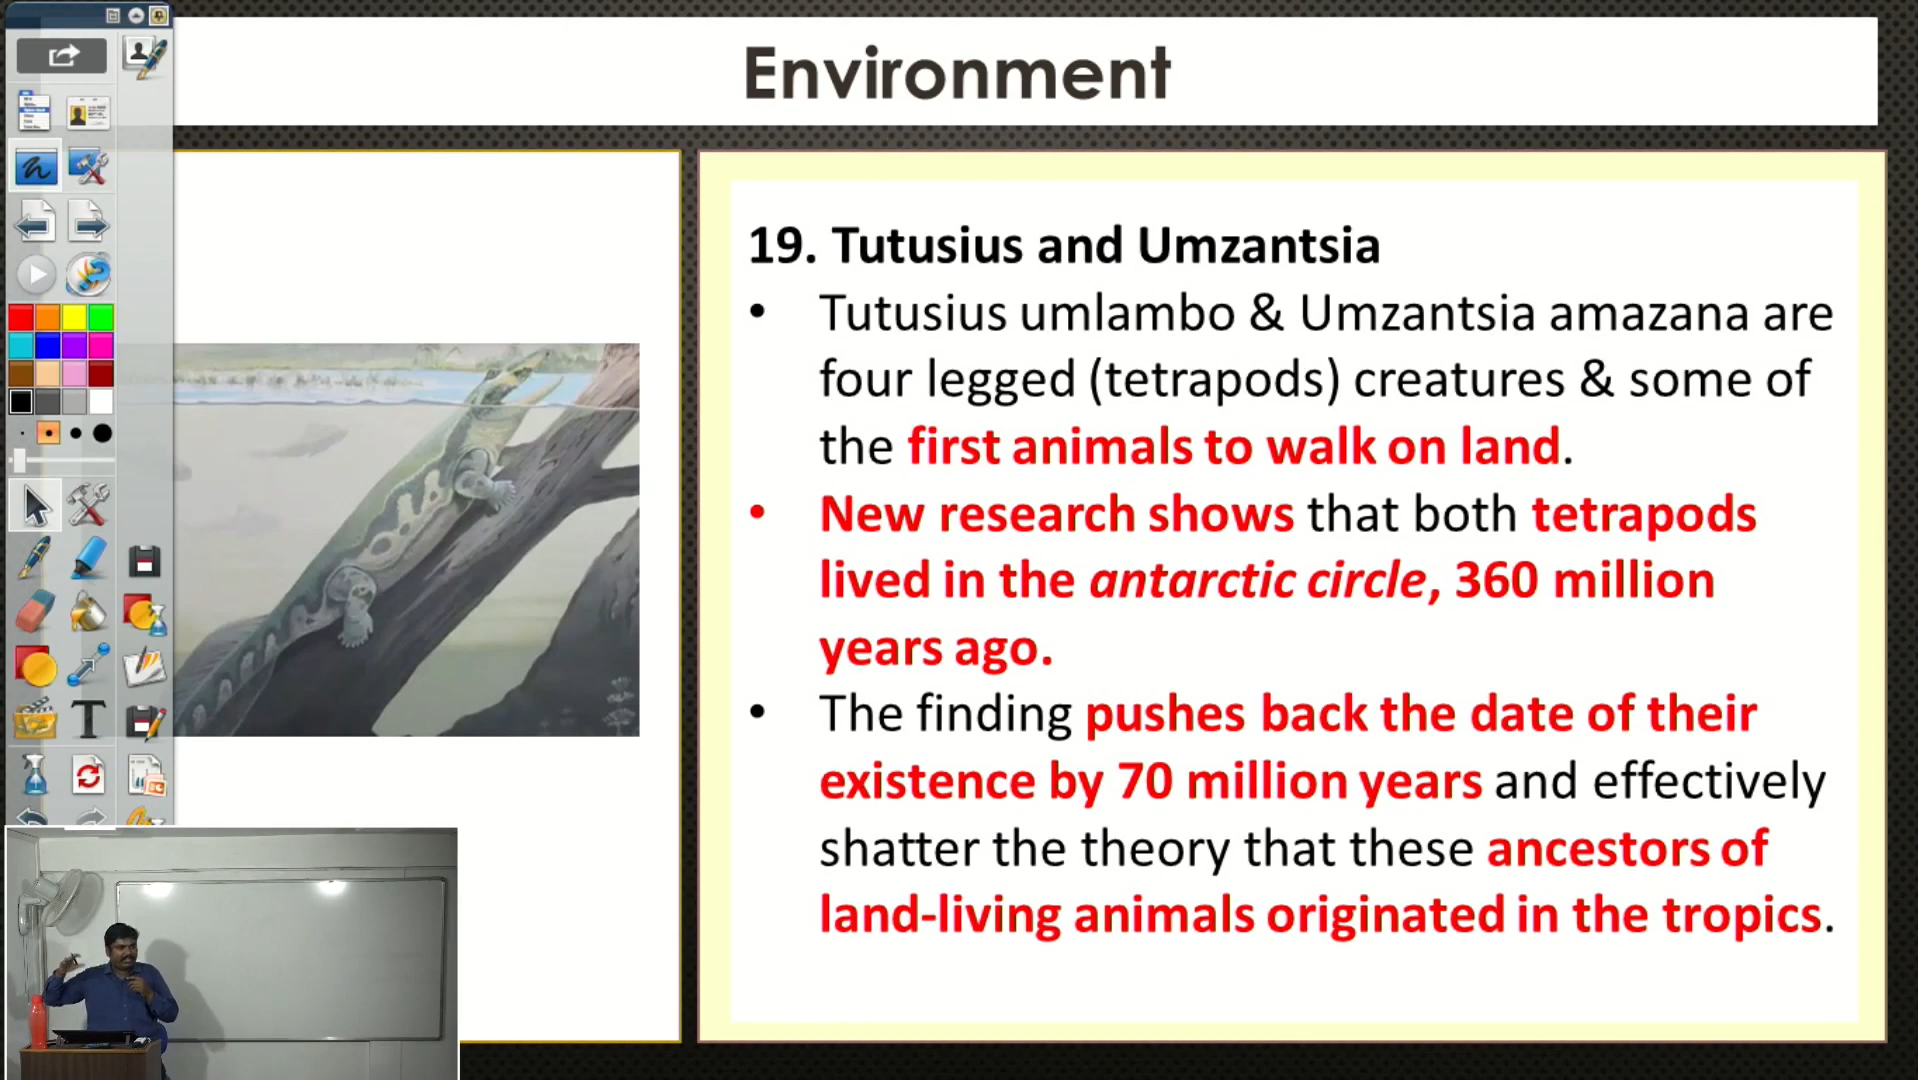 Environment
19. Tutusius and Umzantsia
• Tutusius umlambo & Umzantsia amazana are
four legged (tetrapods) creatures & some of
the first animals to walk on land.
• New research shows that both tetrapods
lived in the antarctic circle, 360 million
years ago.
• The finding pushes back the date of their
existence by 70 million years and effectively
shatter the theory that these ancestors of
land-living animals originated in the tropics.